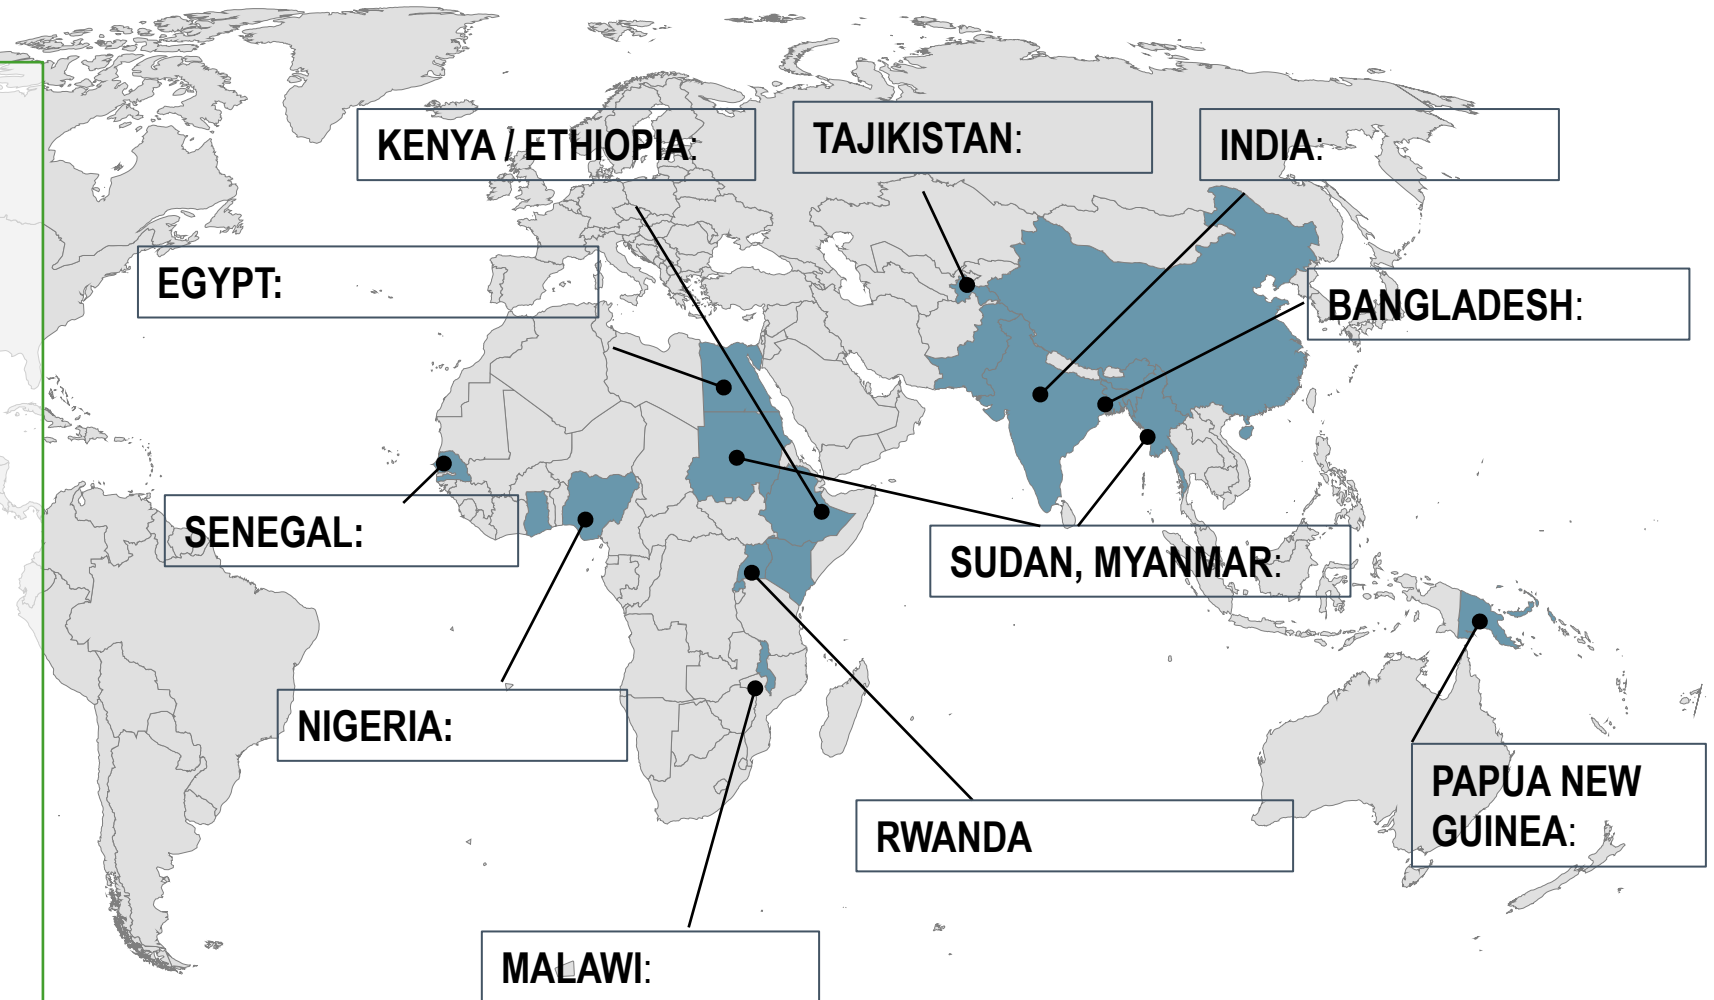 KENYA / ETHIOPIA:
TAJIKISTAN:
INDIA:
EGYPT:
BANGLADESH:
SENEGAL:
SUDAN, MYANMAR:
NIGERIA:
PAPUA NEW
GUINEA:
RWANDA
MALAWI: